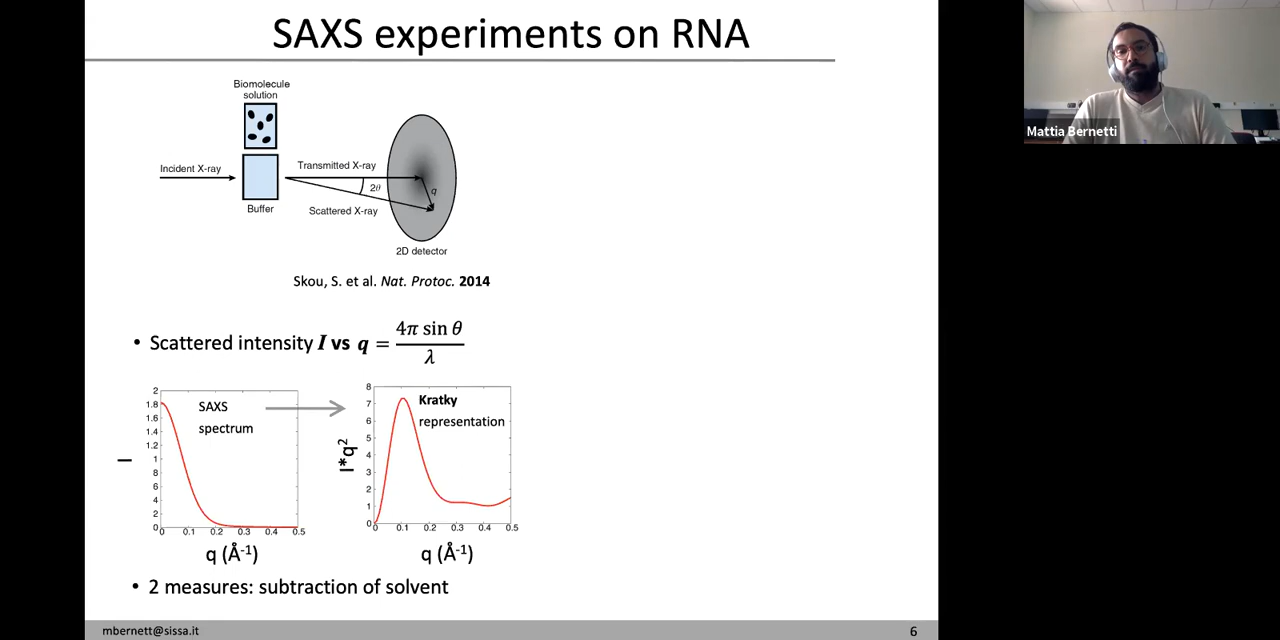 SAXS experiments on RNA
Biomolecule
solution
Incident X-ray
Transmitted X-ray
2θ
q
Scattered X-ray
Buffer
2D detector
Skou, S. et al. Nat. Protoc. 2014
• Scattered intensity I vs q = 4π sin θ / λ
2
1.8
1.6
1.4
1.2
1
8
6
4
2
0
0 0.1 0.2 0.3 0.4 0.5
I
q (Å-1)
SAXS
spectrum
8
7
6
5
4
3
2
1
0
0 0.1 0.2 0.3 0.4 0.5
I*q2
q (Å-1)
Kratky
representation
• 2 measures: subtraction of solvent
mbernett@sissa.it
6
Mattia Bernetti